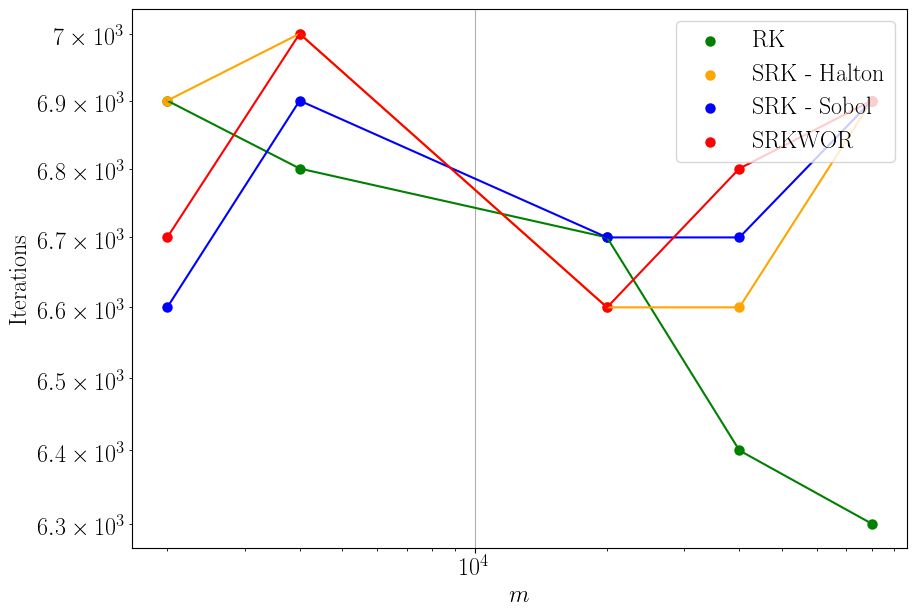 7 × 10³
6.9 × 10³
6.8 × 10³
6.7 × 10³
6.6 × 10³
6.5 × 10³
6.4 × 10³
6.3 × 10³
Iterations
RK
SRK - Halton
SRK - Sobol
SRKWOR
10⁴
m